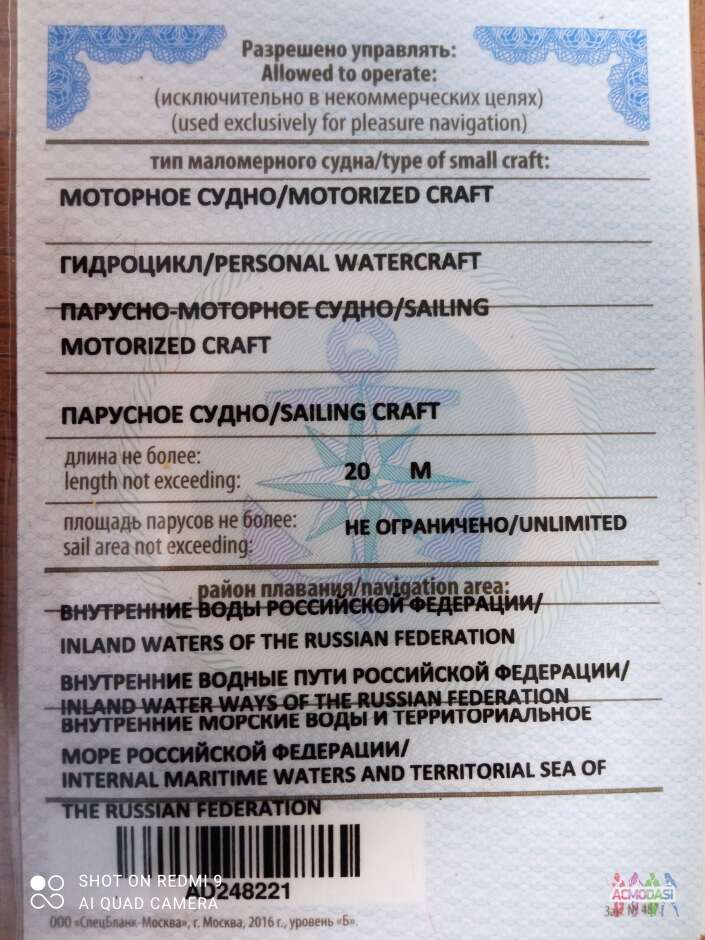 Разрешено управлять:
Allowed to operate:
(исключительно в некоммерческих целях)
(used exclusively for pleasure navigation)
тип маломерного судна/type of small craft:
МОТОРНОЕ СУДНО/MOTORIZED CRAFT
ГИДРОЦИКЛ/PERSONAL WATERCRAFT
ПАРУСНО-МОТОРНОЕ СУДНО/SAILING
MOTORIZED CRAFT
ПАРУСНОЕ СУДНО/SAILING CRAFT
длина не более:
length not exceeding:
20 М
площадь парусов не более:
sail area not exceeding:
НЕ ОГРАНИЧЕНО/UNLIMITED
район плавания/navigation area:
ВНУТРЕННИЕ ВОДЫ РОССИЙСКОЙ ФЕДЕРАЦИИ/
INLAND WATERS OF THE RUSSIAN FEDERATION
ВНУТРЕННИЕ ВОДНЫЕ ПУТИ РОССИЙСКОЙ ФЕДЕРАЦИИ/
INLAND WATER WAYS OF THE RUSSIAN FEDERATION
ВНУТРЕННИЕ МОРСКИЕ ВОДЫ И ТЕРРИТОРИАЛЬНОЕ
МОРЕ РОССИЙСКОЙ ФЕДЕРАЦИИ/
INTERNAL MARITIME WATERS AND TERRITORIAL SEA OF
THE RUSSIAN FEDERATION
AD248221
SHOT ON REDMI 9
AI QUAD CAMERA
ООО «СпецБланк-Москва», г. Москва, 2016 г., уровень «Б».
ACMODASI